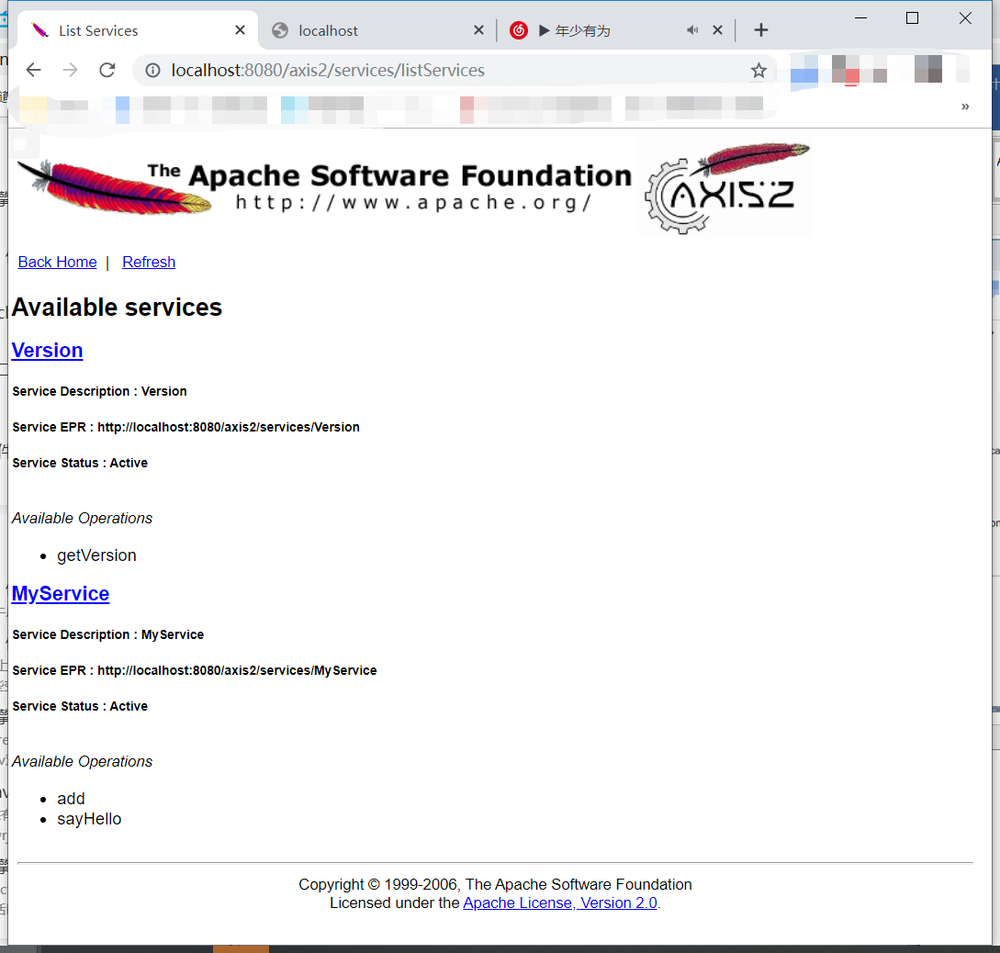 List Services
localhost
▶ 年少有为
localhost:8080/axis2/services/listServices
»
The Apache Software Foundation
http://www.apache.org/
AXIS2
Back Home | Refresh
Available services
Version
Service Description : Version
Service EPR : http://localhost:8080/axis2/services/Version
Service Status : Active
Available Operations
• getVersion
MyService
Service Description : MyService
Service EPR : http://localhost:8080/axis2/services/MyService
Service Status : Active
Available Operations
• add
• sayHello
Copyright © 1999-2006, The Apache Software Foundation
Licensed under the Apache License, Version 2.0.